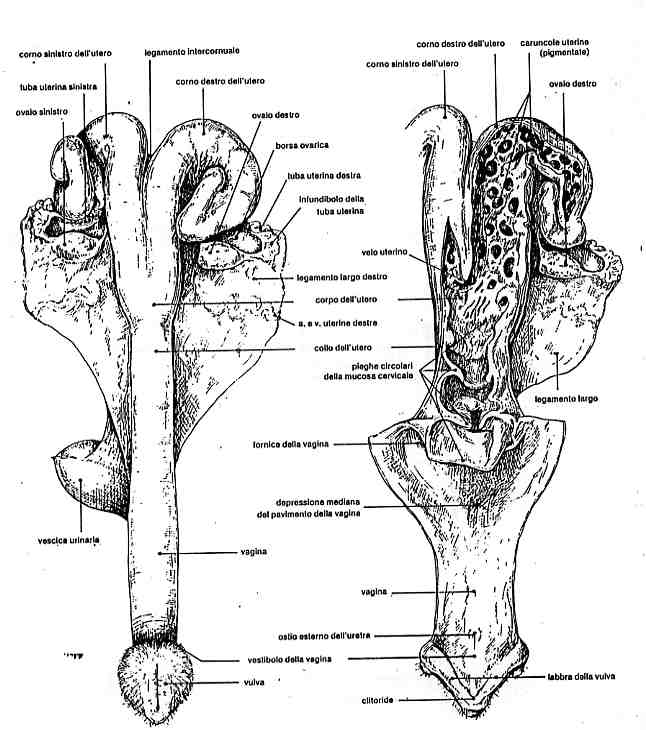 corno sinistro dell'utero
legamento intercornuale
tuba uterina sinistra
corno destro dell'utero
ovaio sinistro
ovaio destro
borsa ovarica
tuba uterina destra
infundibolo della
tuba uterina
legamento largo destro
corpo dell'utero
a. e v. uterine destre
collo dell'utero
vescica urinaria
vagina
vestibolo della vagina
vulva
corno destro dell'utero
caruncole uterine
(pigmentate)
corno sinistro dell'utero
ovaio destro
velo uterino
pieghe circolari
della mucosa cervicale
legamento largo
fornice della vagina
depressione mediana
del pavimento della vagina
vagina
ostio esterno dell'uretra
labbra della vulva
clitoride